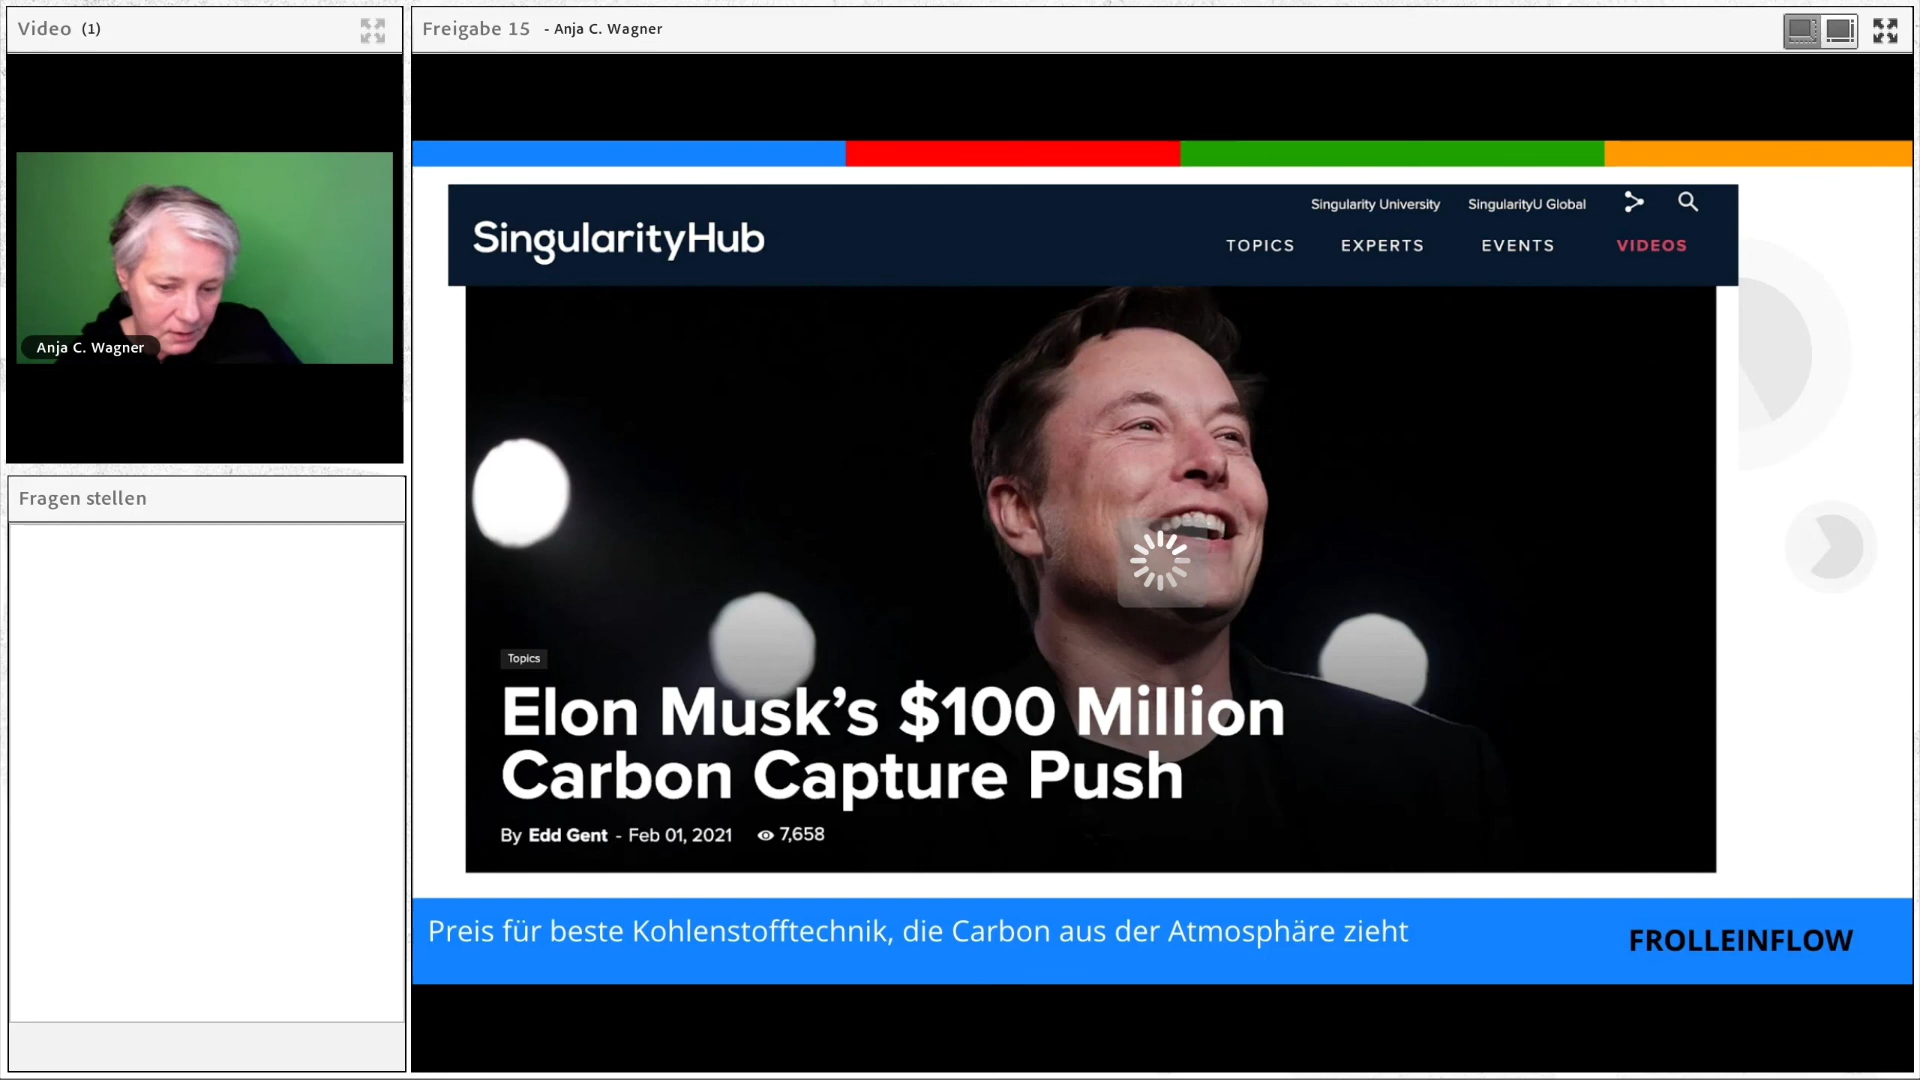 Video (1)
Freigabe 15 - Anja C. Wagner
Anja C. Wagner
Fragen stellen
SingularityHub
Singularity University SingularityU Global
TOPICS EXPERTS EVENTS VIDEOS
Topics
Elon Musk’s $100 Million
Carbon Capture Push
By Edd Gent - Feb 01, 2021 7,658
Preis für beste Kohlenstofftechnik, die Carbon aus der Atmosphäre zieht
FROLLEINFLOW